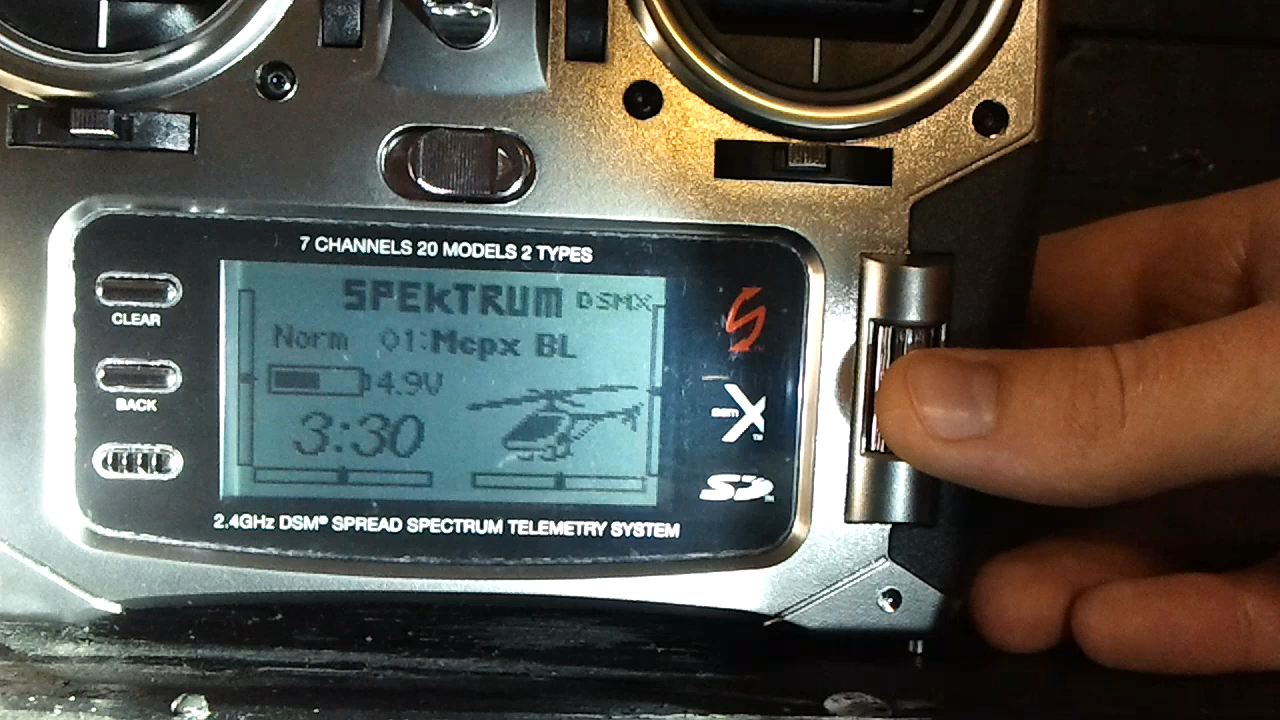 7 CHANNELS 20 MODELS 2 TYPES
CLEAR
BACK
SPEKTRUM DSMX
Norm 01:Mcpx BL
4.9V
3:30
X
2.4GHz DSM® SPREAD SPECTRUM TELEMETRY SYSTEM